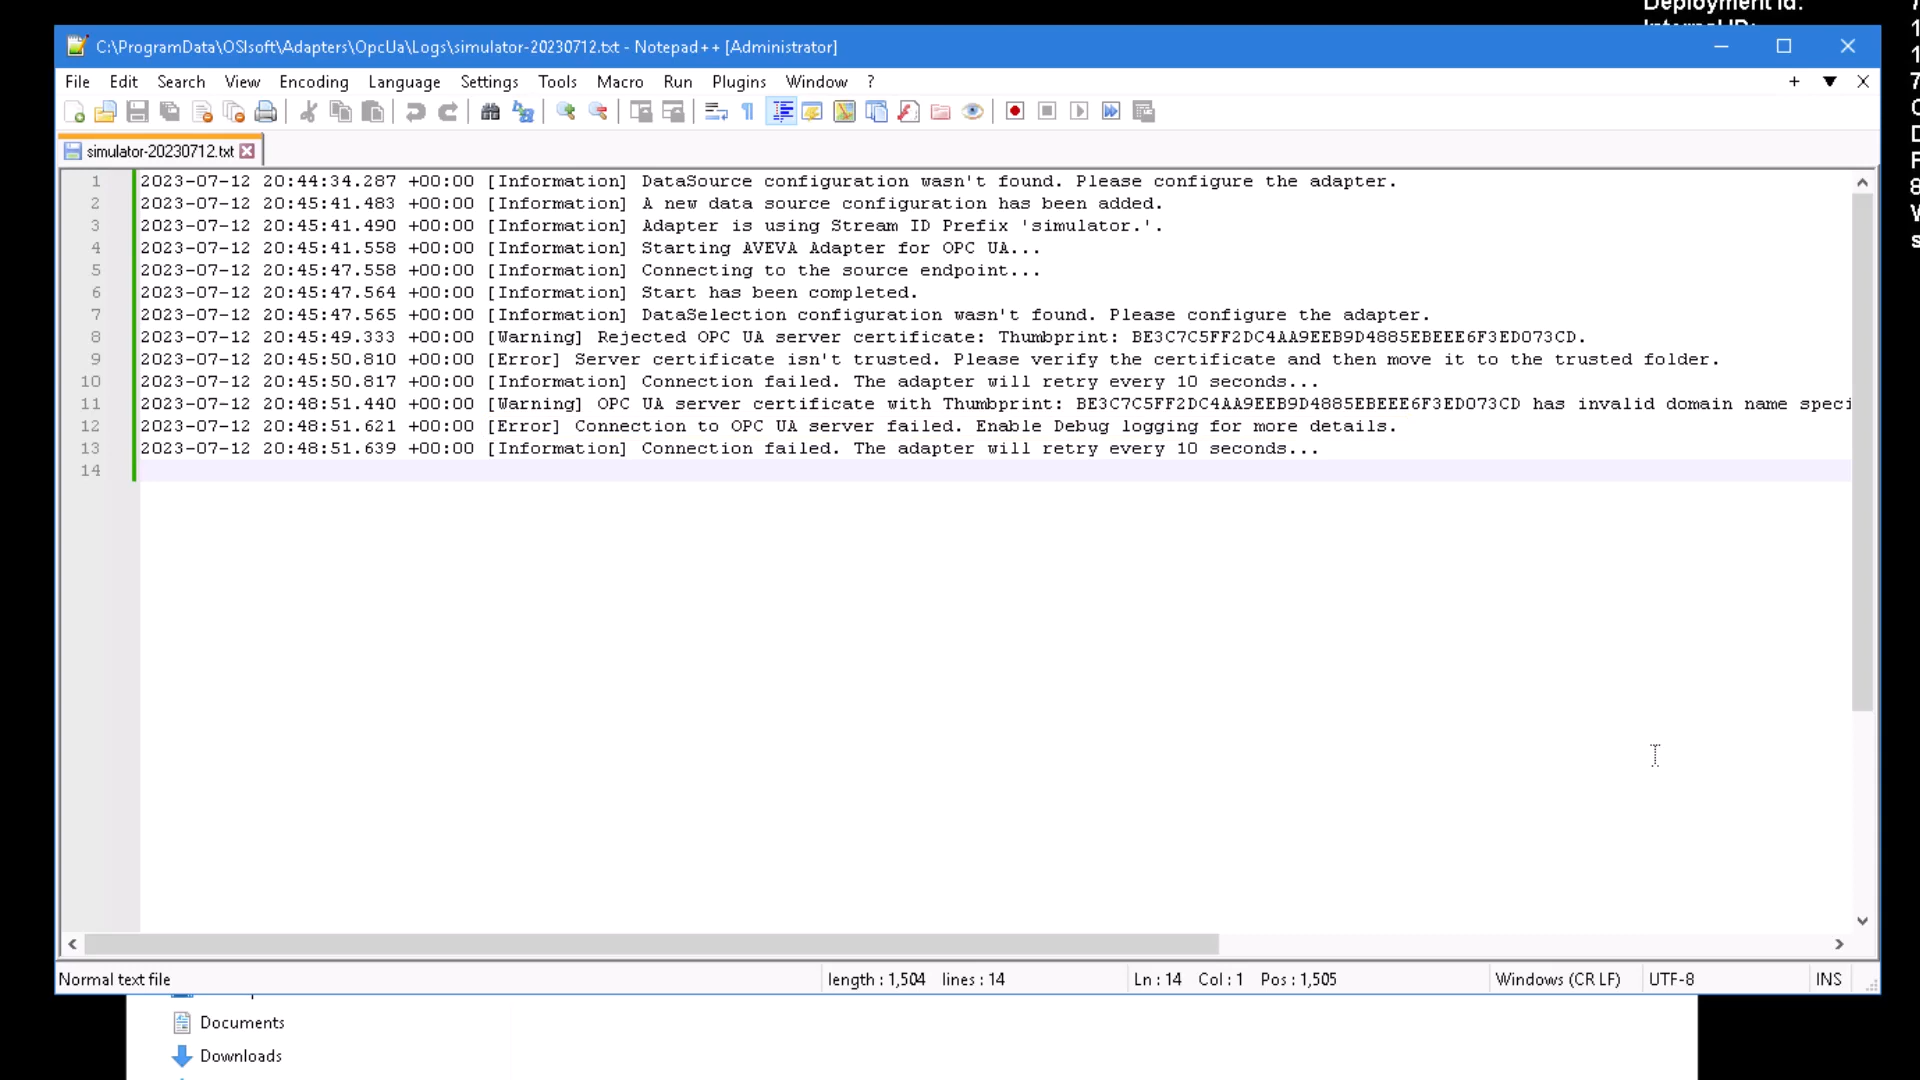 Deployment Id:
C:\ProgramData\OSIsoft\Adapters\OpcUa\Logs\simulator-20230712.txt - Notepad++ [Administrator]
File Edit Search View Encoding Language Settings Tools Macro Run Plugins Window ?
simulator-20230712.txt
1 2023-07-12 20:44:34.287 +00:00 [Information] DataSource configuration wasn't found. Please configure the adapter.
2 2023-07-12 20:45:41.483 +00:00 [Information] A new data source configuration has been added.
3 2023-07-12 20:45:41.490 +00:00 [Information] Adapter is using Stream ID Prefix 'simulator.'.
4 2023-07-12 20:45:41.558 +00:00 [Information] Starting AVEVA Adapter for OPC UA...
5 2023-07-12 20:45:47.558 +00:00 [Information] Connecting to the source endpoint...
6 2023-07-12 20:45:47.564 +00:00 [Information] Start has been completed.
7 2023-07-12 20:45:47.565 +00:00 [Information] DataSelection configuration wasn't found. Please configure the adapter.
8 2023-07-12 20:45:49.333 +00:00 [Warning] Rejected OPC UA server certificate: Thumbprint: BE3C7C5FF2DC4AA9EEB9D4885EBEEE6F3ED073CD.
9 2023-07-12 20:45:50.810 +00:00 [Error] Server certificate isn't trusted. Please verify the certificate and then move it to the trusted folder.
10 2023-07-12 20:45:50.817 +00:00 [Information] Connection failed. The adapter will retry every 10 seconds...
11 2023-07-12 20:48:51.440 +00:00 [Warning] OPC UA server certificate with Thumbprint: BE3C7C5FF2DC4AA9EEB9D4885EBEEE6F3ED073CD has invalid domain name speci
12 2023-07-12 20:48:51.621 +00:00 [Error] Connection to OPC UA server failed. Enable Debug logging for more details.
13 2023-07-12 20:48:51.639 +00:00 [Information] Connection failed. The adapter will retry every 10 seconds...
14
Normal text file length : 1,504 lines : 14 Ln : 14 Col : 1 Pos : 1,505 Windows (CR LF) UTF-8 INS
Documents
Downloads